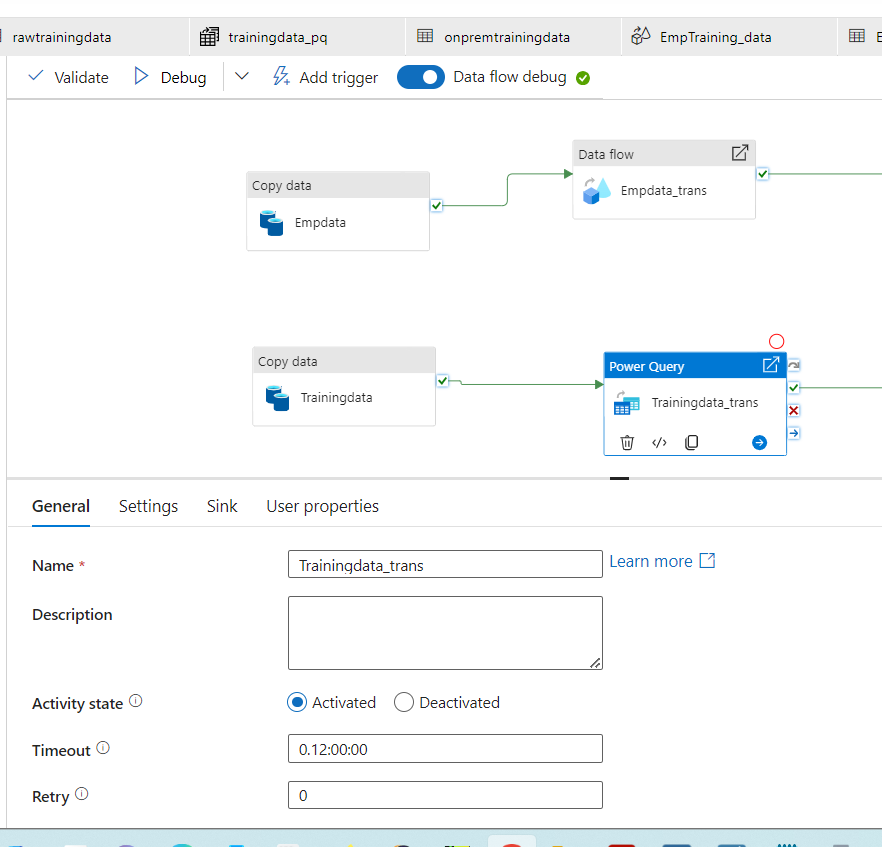 rawtrainingdata
trainingdata_pq
onpremtrainingdata
EmpTraining_data
Validate
Debug
Add trigger
Data flow debug
Copy data
Empdata
Data flow
Empdata_trans
Copy data
Trainingdata
Power Query
Trainingdata_trans
General Settings Sink User properties
Name * Trainingdata_trans Learn more
Description
Activity state Activated Deactivated
Timeout 0.12:00:00
Retry 0